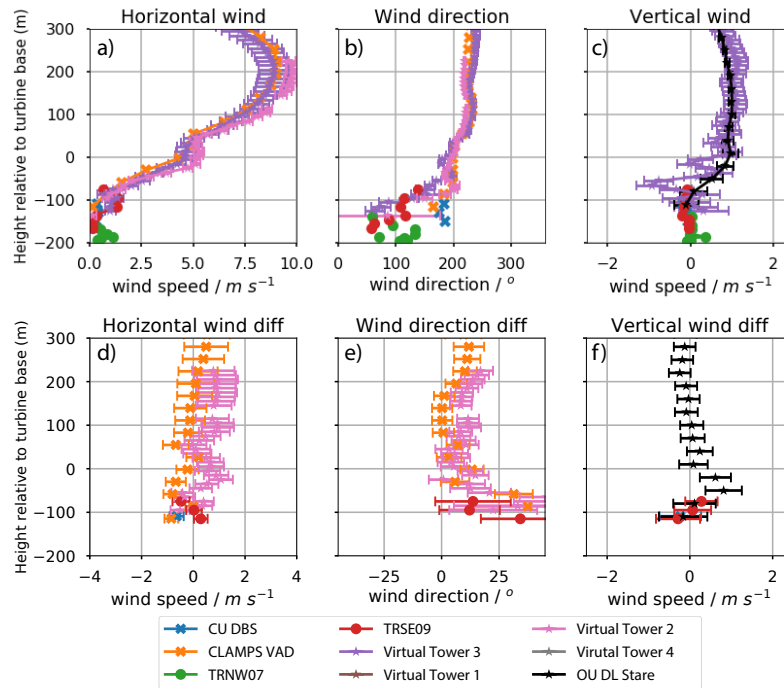 Horizontal wind
Wind direction
Vertical wind
Height relative to turbine base (m)
300
200
100
0
−100
−200
a)
b)
c)
0.0 2.5 5.0 7.5 10.0
0 100 200 300
−2 0 2
wind speed / m s⁻¹
wind direction / °
wind speed / m s⁻¹
Horizontal wind diff
Wind direction diff
Vertical wind diff
Height relative to turbine base (m)
300
200
100
0
−100
−200
d)
e)
f)
−4 −2 0 2 4
−25 0 25
−2 0 2
wind speed / m s⁻¹
wind direction / °
wind speed / m s⁻¹
CU DBS
CLAMPS VAD
TRNW07
TRSE09
Virtual Tower 3
Virtual Tower 1
Virtual Tower 2
Virutal Tower 4
OU DL Stare